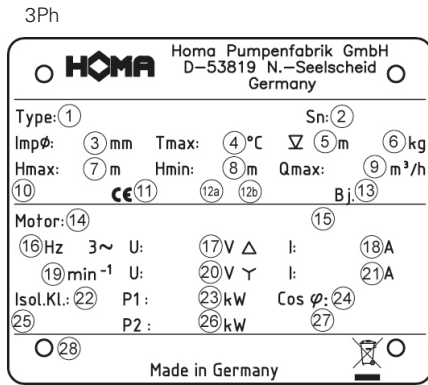 3Ph
HOMA
Homa Pumpenfabrik GmbH
D-53819 N.-Seelscheid
Germany
Type: 1 Sn: 2
Impø: 3 mm Tmax: 4 °C 5 m 6 kg
Hmax: 7 m Hmin: 8 m Qmax: 9 m³/h
10 CE 11 12a 12b Bj. 13
Motor: 14 15
16 Hz 3~ U: 17 V △ I: 18 A
19 min⁻¹ U: 20 V Y I: 21 A
Isol.Kl.: 22 P1 : 23 kW Cos φ: 24
25 P2 : 26 kW 27
28
Made in Germany